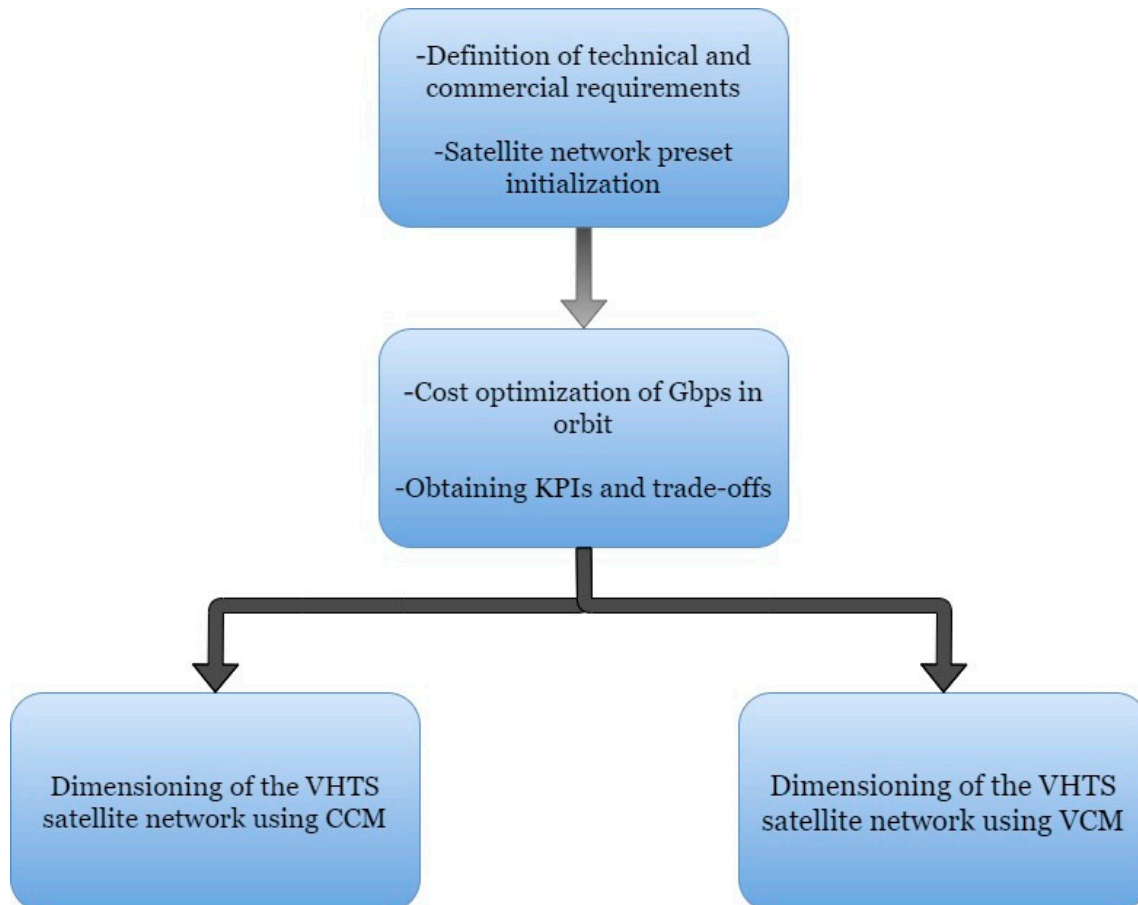 -Definition of technical and
commercial requirements
-Satellite network preset
initialization
-Cost optimization of Gbps in
orbit
-Obtaining KPIs and trade-offs
Dimensioning of the VHTS
satellite network using CCM
Dimensioning of the VHTS
satellite network using VCM